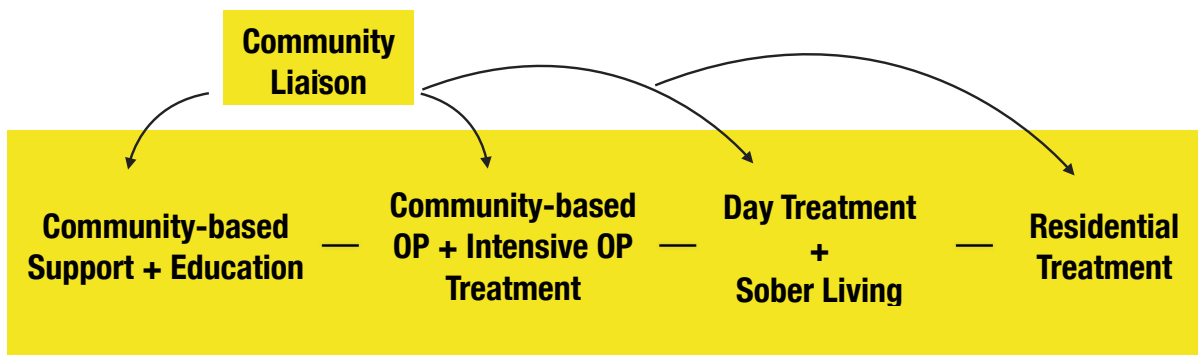 Community
Liaison
Community-based
Support + Education
—
Community-based
OP + Intensive OP
Treatment
—
Day Treatment
+
Sober Living
—
Residential
Treatment